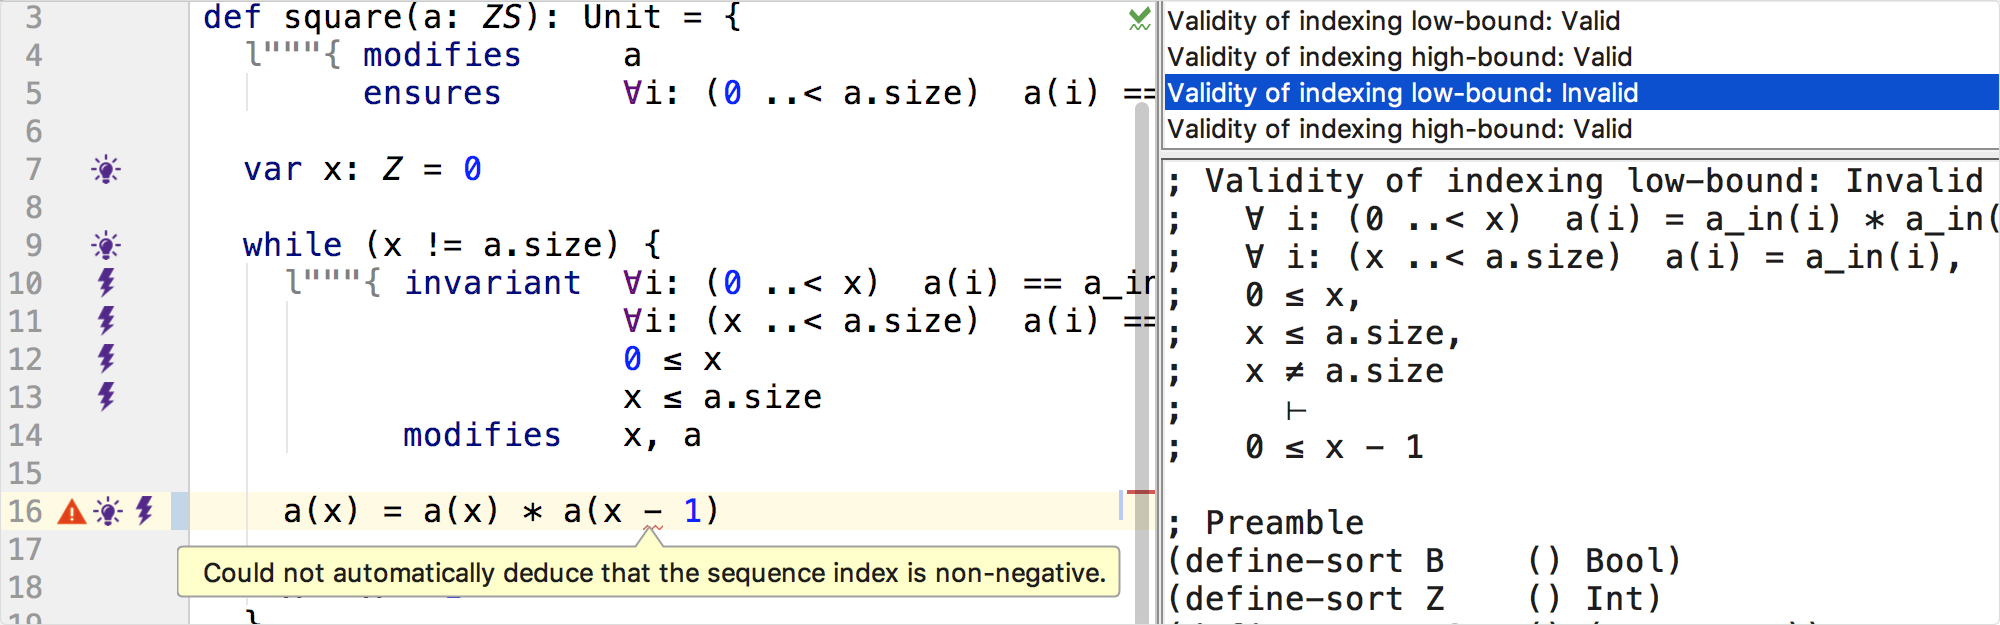 3 def square(a: ZS): Unit = {
4 l"""{ modifies a
5 ensures ∀i: (0 ..< a.size) a(i) ==
6
7 var x: Z = 0
8
9 while (x != a.size) {
10 l"""{ invariant ∀i: (0 ..< x) a(i) == a_in
11 ∀i: (x ..< a.size) a(i) ==
12 0 ≤ x
13 x ≤ a.size
14 modifies x, a
15
16 a(x) = a(x) * a(x - 1)
17
Could not automatically deduce that the sequence index is non-negative.
18
19 }
Validity of indexing low-bound: Valid
Validity of indexing high-bound: Valid
Validity of indexing low-bound: Invalid
Validity of indexing high-bound: Valid
; Validity of indexing low-bound: Invalid
; ∀ i: (0 ..< x) a(i) = a_in(i) * a_in(
; ∀ i: (x ..< a.size) a(i) = a_in(i),
; 0 ≤ x,
; x ≤ a.size,
; x ≠ a.size
; ⊢
; 0 ≤ x - 1
; Preamble
(define-sort B () Bool)
(define-sort Z () Int)